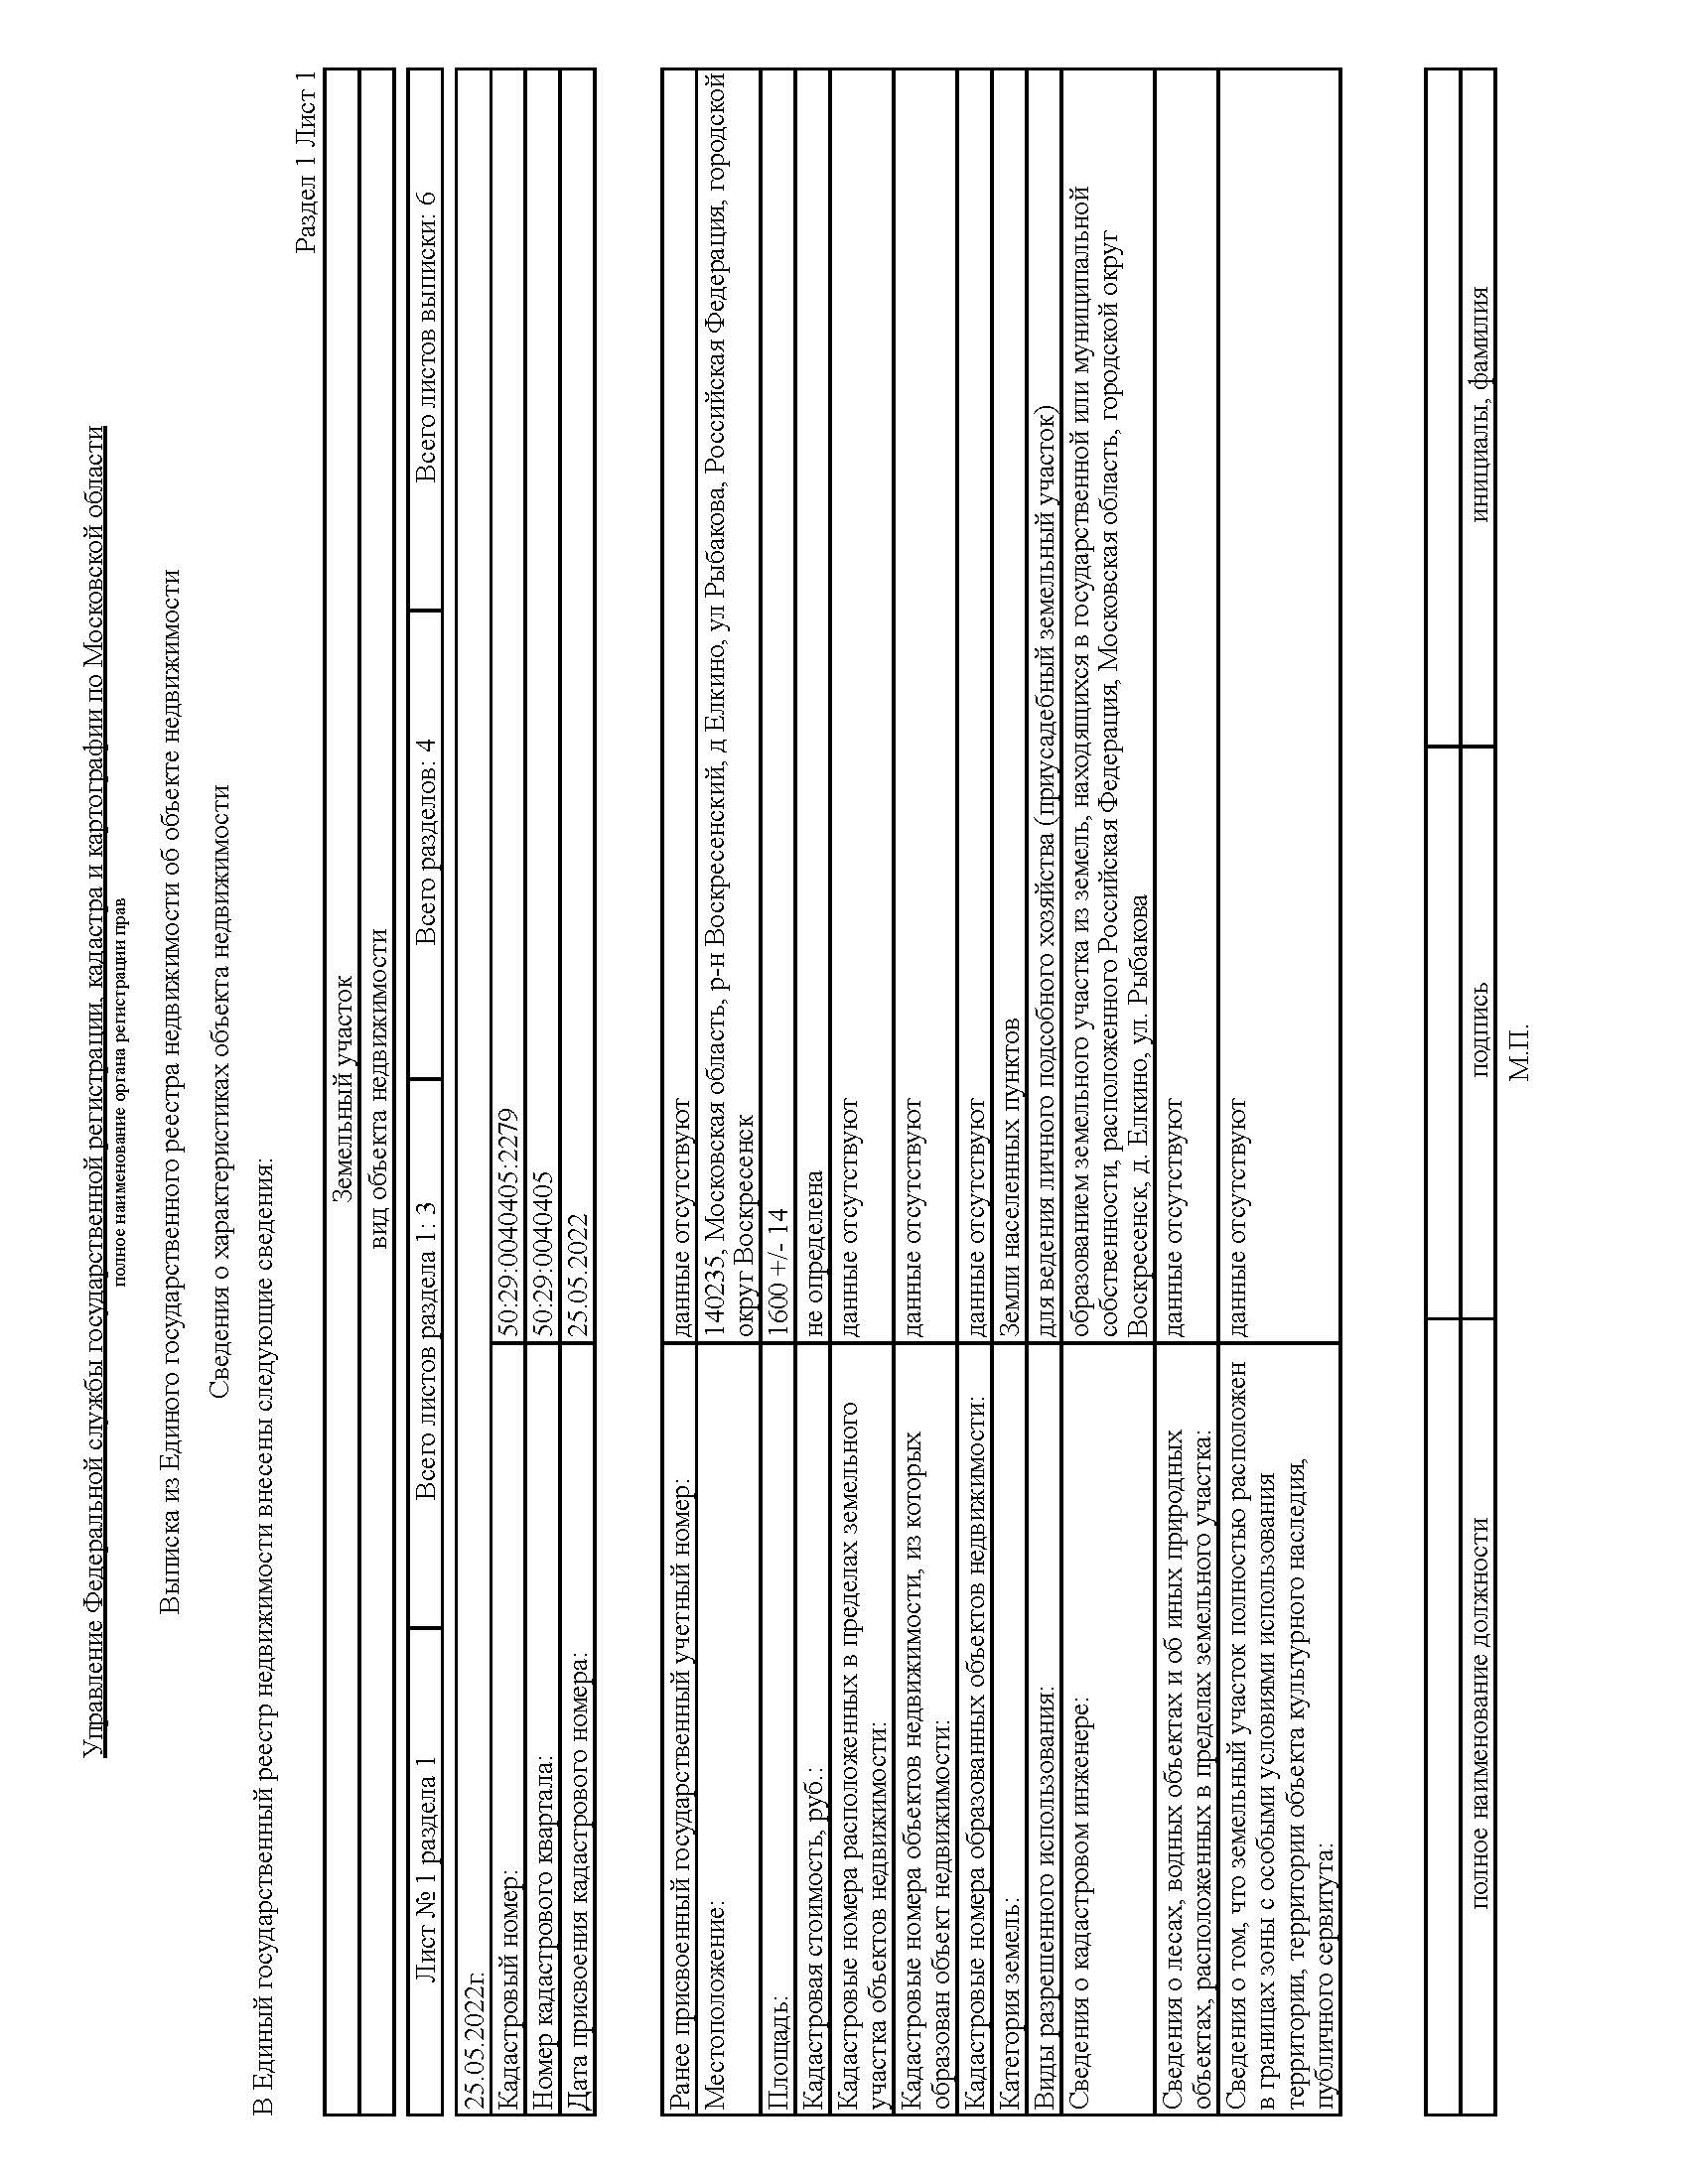 Управление Федеральной службы государственной регистрации, кадастра и картографии по Московской области
полное наименование органа регистрации прав
Выписка из Единого государственного реестра недвижимости об объекте недвижимости
Сведения о характеристиках объекта недвижимости
В Единый государственный реестр недвижимости внесены следующие сведения:
Раздел 1 Лист 1
Земельный участок
вид объекта недвижимости
Лист № 1 раздела 1 Всего листов раздела 1: 3 Всего разделов: 4 Всего листов выписки: 6
25.05.2022г.
Кадастровый номер: 50:29:0040405:2279
Номер кадастрового квартала: 50:29:0040405
Дата присвоения кадастрового номера: 25.05.2022
Ранее присвоенный государственный учетный номер: данные отсутствуют
Местоположение: 140235, Московская область, р-н Воскресенский, д Елкино, ул Рыбакова, Российская Федерация, городской
округ Воскресенск
Площадь: 1600 +/- 14
Кадастровая стоимость, руб.: не определена
Кадастровые номера расположенных в пределах земельного данные отсутствуют
участка объектов недвижимости:
Кадастровые номера объектов недвижимости, из которых данные отсутствуют
образован объект недвижимости:
Кадастровые номера образованных объектов недвижимости: данные отсутствуют
Категория земель: Земли населенных пунктов
Виды разрешенного использования: для ведения личного подсобного хозяйства (приусадебный земельный участок)
Сведения о кадастровом инженере: образованием земельного участка из земель, находящихся в государственной или муниципальной
собственности, расположенного Российская Федерация, Московская область, городской округ
Воскресенск, д. Елкино, ул. Рыбакова
Сведения о лесах, водных объектах и об иных природных данные отсутствуют
объектах, расположенных в пределах земельного участка:
Сведения о том, что земельный участок полностью расположен данные отсутствуют
в границах зоны с особыми условиями использования
территории, территории объекта культурного наследия,
публичного сервитута:
полное наименование должности подпись инициалы, фамилия
М.П.